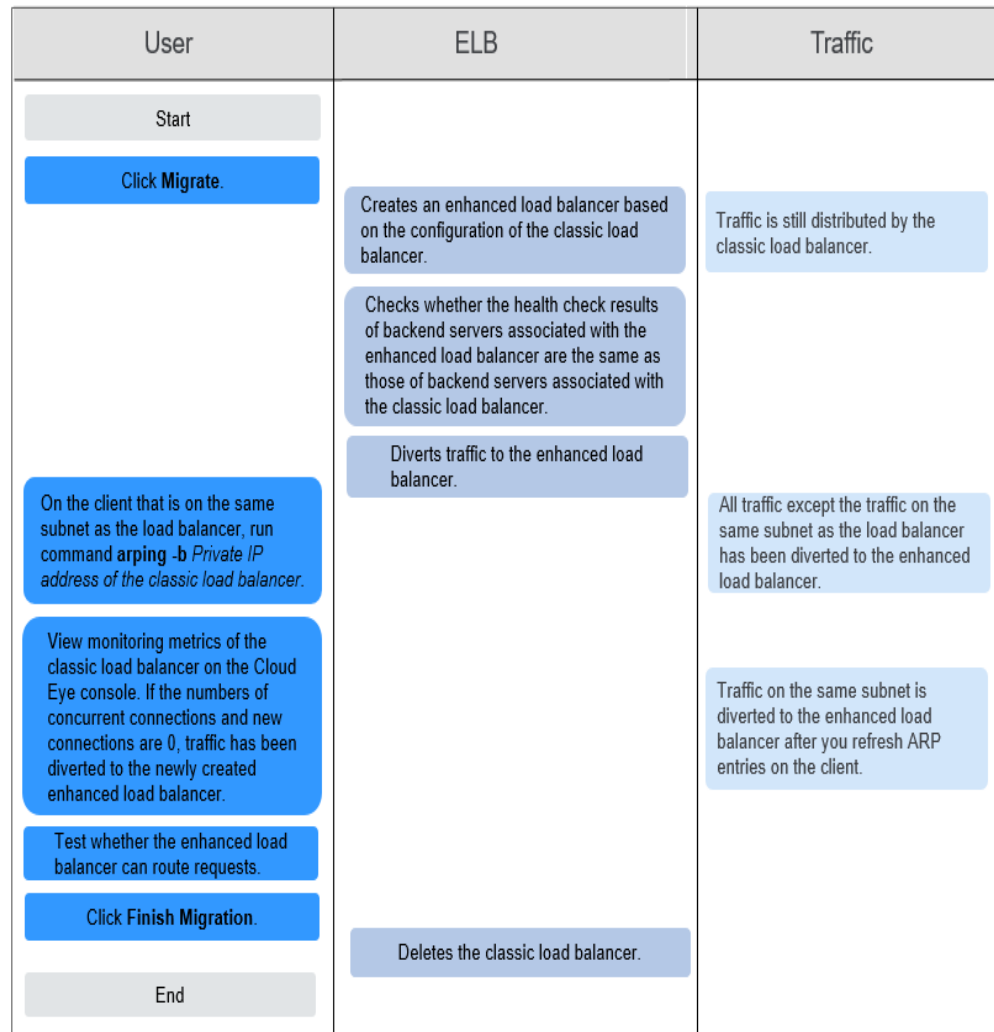 User
ELB
Traffic
Start
Click Migrate.
Creates an enhanced load balancer based
on the configuration of the classic load
balancer.
Traffic is still distributed by the
classic load balancer.
Checks whether the health check results
of backend servers associated with the
enhanced load balancer are the same as
those of backend servers associated with
the classic load balancer.
Diverts traffic to the enhanced load
balancer.
On the client that is on the same
subnet as the load balancer, run
command arping -b Private IP
address of the classic load balancer.
All traffic except the traffic on the
same subnet as the load balancer
has been diverted to the enhanced
load balancer.
View monitoring metrics of the
classic load balancer on the Cloud
Eye console. If the numbers of
concurrent connections and new
connections are 0, traffic has been
diverted to the newly created
enhanced load balancer.
Traffic on the same subnet is
diverted to the enhanced load
balancer after you refresh ARP
entries on the client.
Test whether the enhanced load
balancer can route requests.
Click Finish Migration.
Deletes the classic load balancer.
End